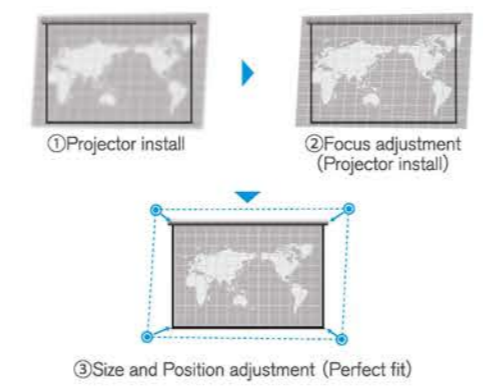 ①Projector install
②Focus adjustment
(Projector install)
③Size and Position adjustment (Perfect fit)